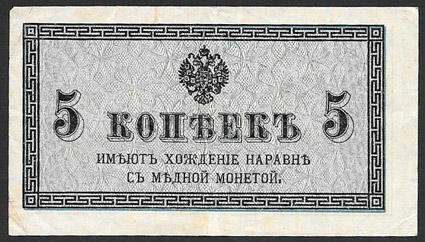 5 КОПѢЕКЪ 5
ИМѢЮТЪ ХОЖДЕНІЕ НАРАВНѢ
СЪ МѢДНОЙ МОНЕТОЙ.